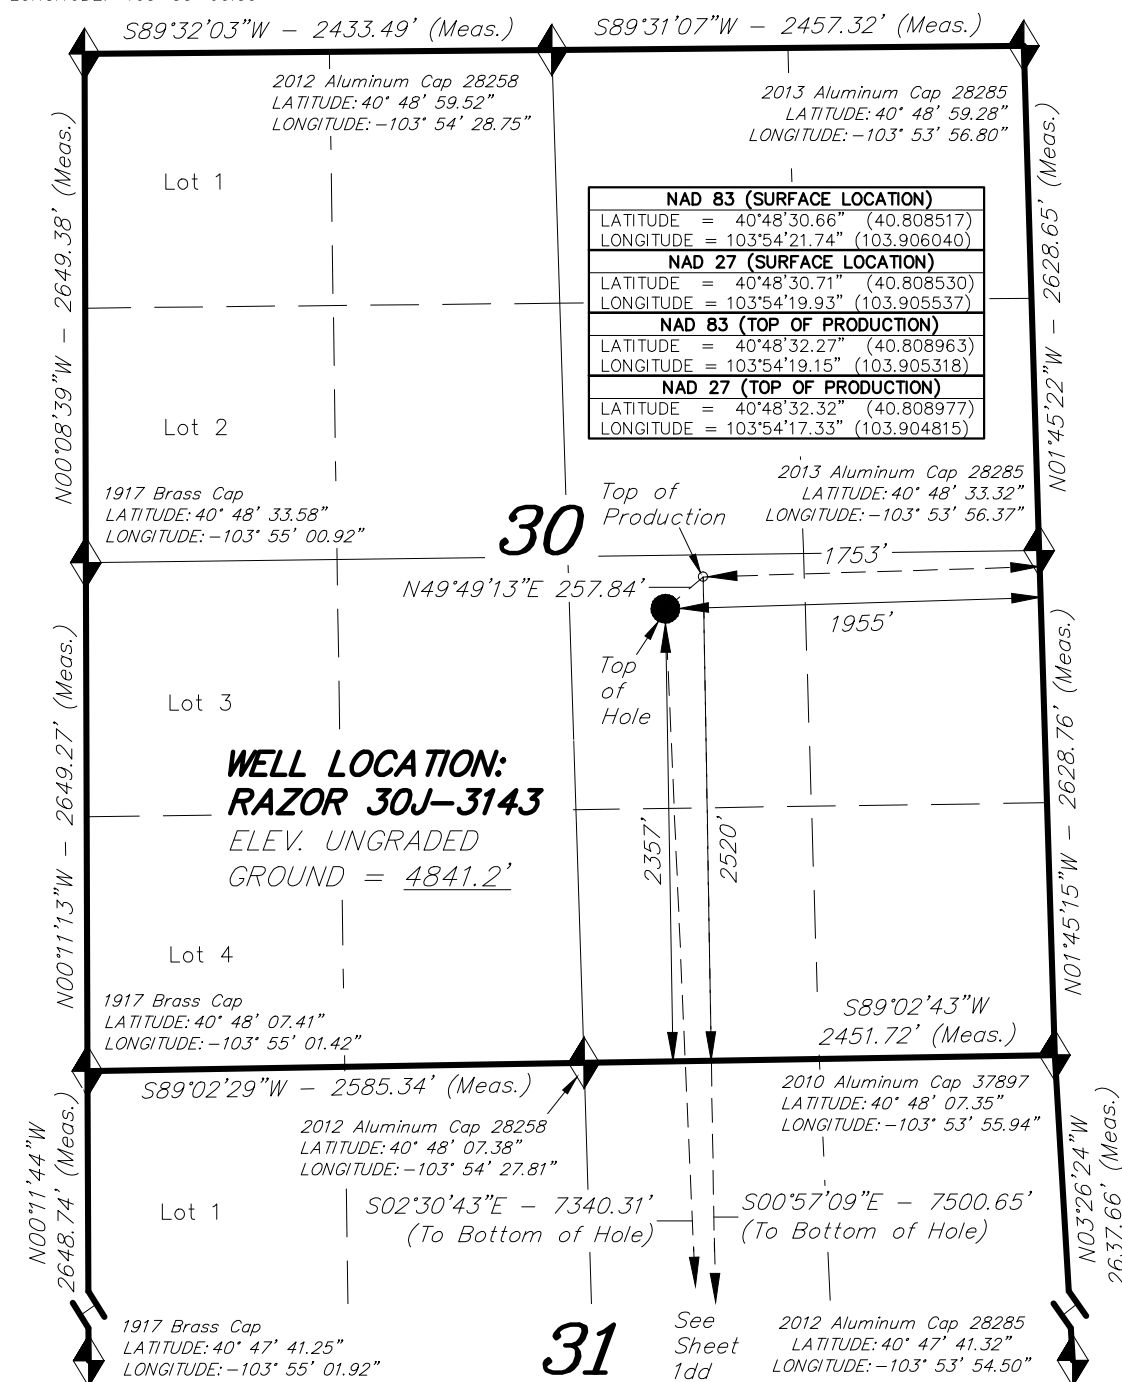 S89°32'03"W - 2433.49' (Meas.)
S89°31'07"W - 2457.32' (Meas.)
2012 Aluminum Cap 28258
LATITUDE: 40° 48' 59.52"
LONGITUDE: -103° 54' 28.75"
2013 Aluminum Cap 28285
LATITUDE: 40° 48' 59.28"
LONGITUDE: -103° 53' 56.80"
N00°08'39"W - 2649.38' (Meas.)
Lot 1
NAD 83 (SURFACE LOCATION)
LATITUDE = 40°48'30.66" (40.808517)
LONGITUDE = 103°54'21.74" (103.906040)
NAD 27 (SURFACE LOCATION)
LATITUDE = 40°48'30.71" (40.808530)
LONGITUDE = 103°54'19.93" (103.905537)
NAD 83 (TOP OF PRODUCTION)
LATITUDE = 40°48'32.27" (40.808963)
LONGITUDE = 103°54'19.15" (103.905318)
NAD 27 (TOP OF PRODUCTION)
LATITUDE = 40°48'32.32" (40.808977)
LONGITUDE = 103°54'17.33" (103.904815)
N01°45'22"W - 2628.65' (Meas.)
Lot 2
1917 Brass Cap
LATITUDE: 40° 48' 33.58"
LONGITUDE: -103° 55' 00.92"
30
Top of
Production
2013 Aluminum Cap 28285
LATITUDE: 40° 48' 33.32"
LONGITUDE: -103° 53' 56.37"
1753'
N49°49'13"E 257.84'
1955'
Top
of
Hole
N00°11'13"W - 2649.27' (Meas.)
Lot 3
N01°45'15"W - 2628.76' (Meas.)
WELL LOCATION:
RAZOR 30J-3143
ELEV. UNGRADED
GROUND = 4841.2'
2357'
2520'
Lot 4
1917 Brass Cap
LATITUDE: 40° 48' 07.41"
LONGITUDE: -103° 55' 01.42"
S89°02'43"W
2451.72' (Meas.)
S89°02'29"W - 2585.34' (Meas.)
2010 Aluminum Cap 37897
LATITUDE: 40° 48' 07.35"
LONGITUDE: -103° 53' 55.94"
2012 Aluminum Cap 28258
LATITUDE: 40° 48' 07.38"
LONGITUDE: -103° 54' 27.81"
N00°11'44"W
2648.74' (Meas.)
Lot 1
S02°30'43"E - 7340.31'
(To Bottom of Hole)
S00°57'09"E - 7500.65'
(To Bottom of Hole)
N03°26'24"W
2637.66' (Meas.)
1917 Brass Cap
LATITUDE: 40° 47' 41.25"
LONGITUDE: -103° 55' 01.92"
31
See
Sheet
1dd
2012 Aluminum Cap 28285
LATITUDE: 40° 47' 41.32"
LONGITUDE: -103° 53' 54.50"